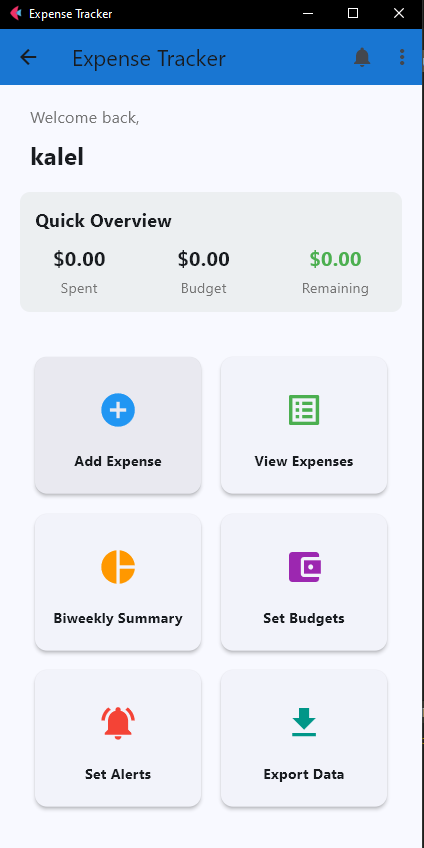 Expense Tracker
Expense Tracker
Welcome back,
kalel
Quick Overview
$0.00 $0.00 $0.00
Spent Budget Remaining
Add Expense View Expenses
Biweekly Summary Set Budgets
Set Alerts Export Data